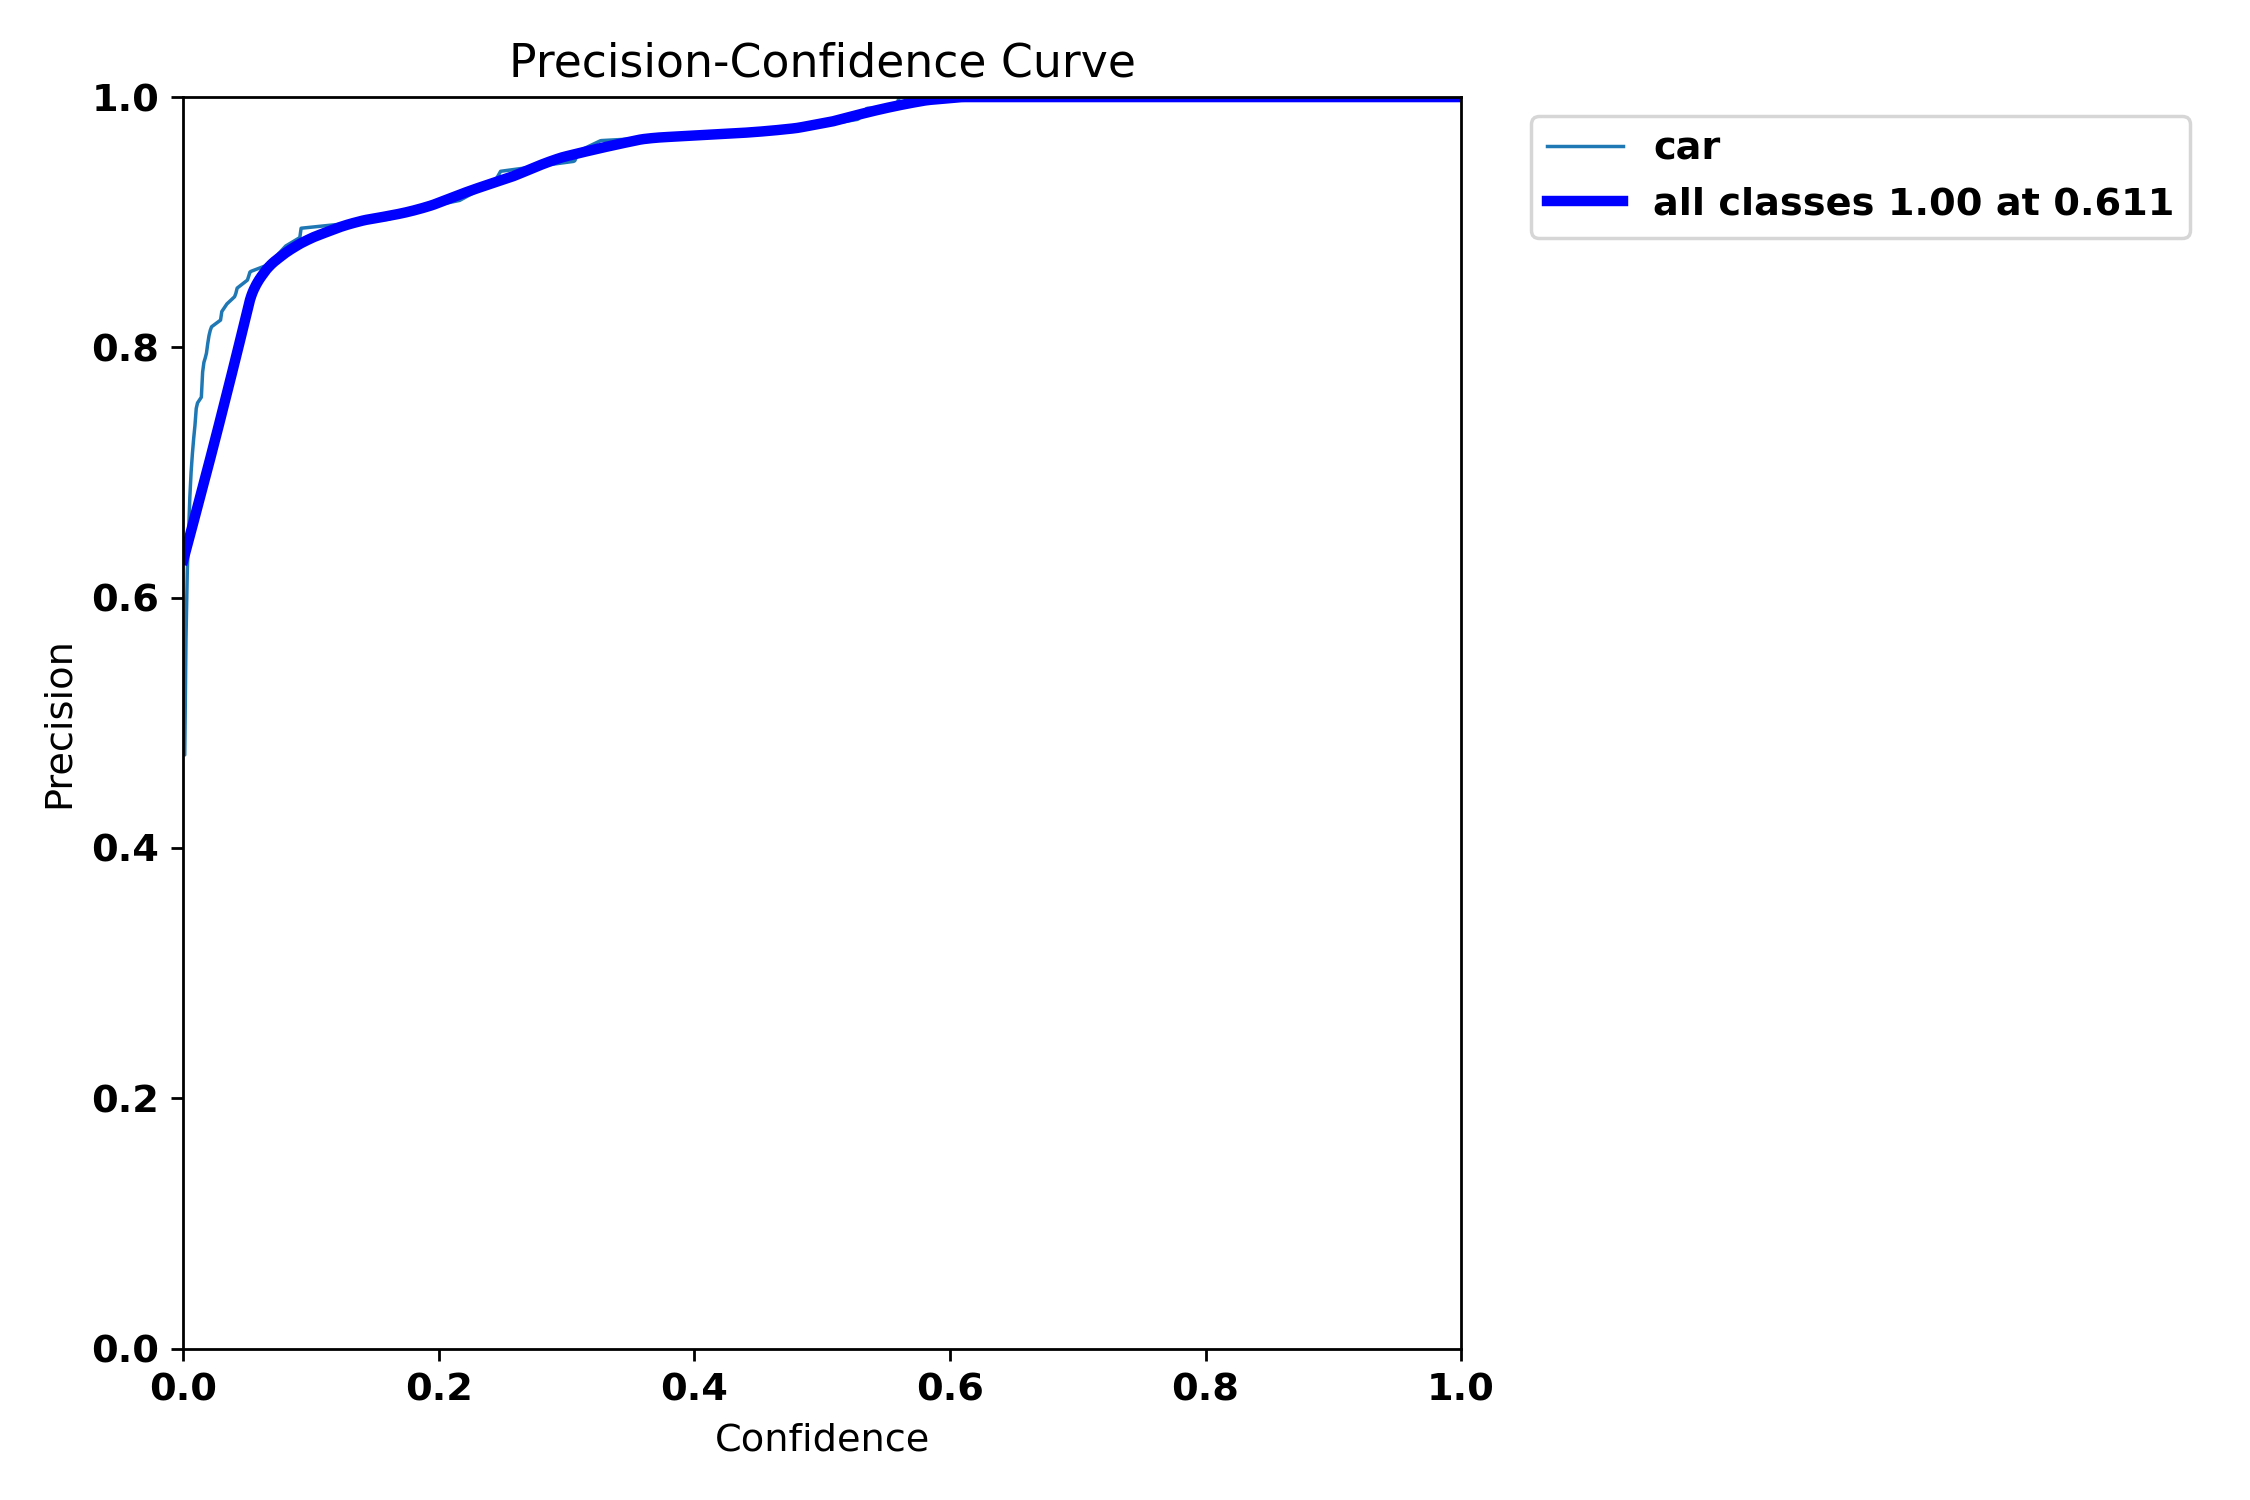 Precision-Confidence Curve
1.0
0.8
0.6
0.4
0.2
0.0
Precision
0.0 0.2 0.4 0.6 0.8 1.0
Confidence
car
all classes 1.00 at 0.611